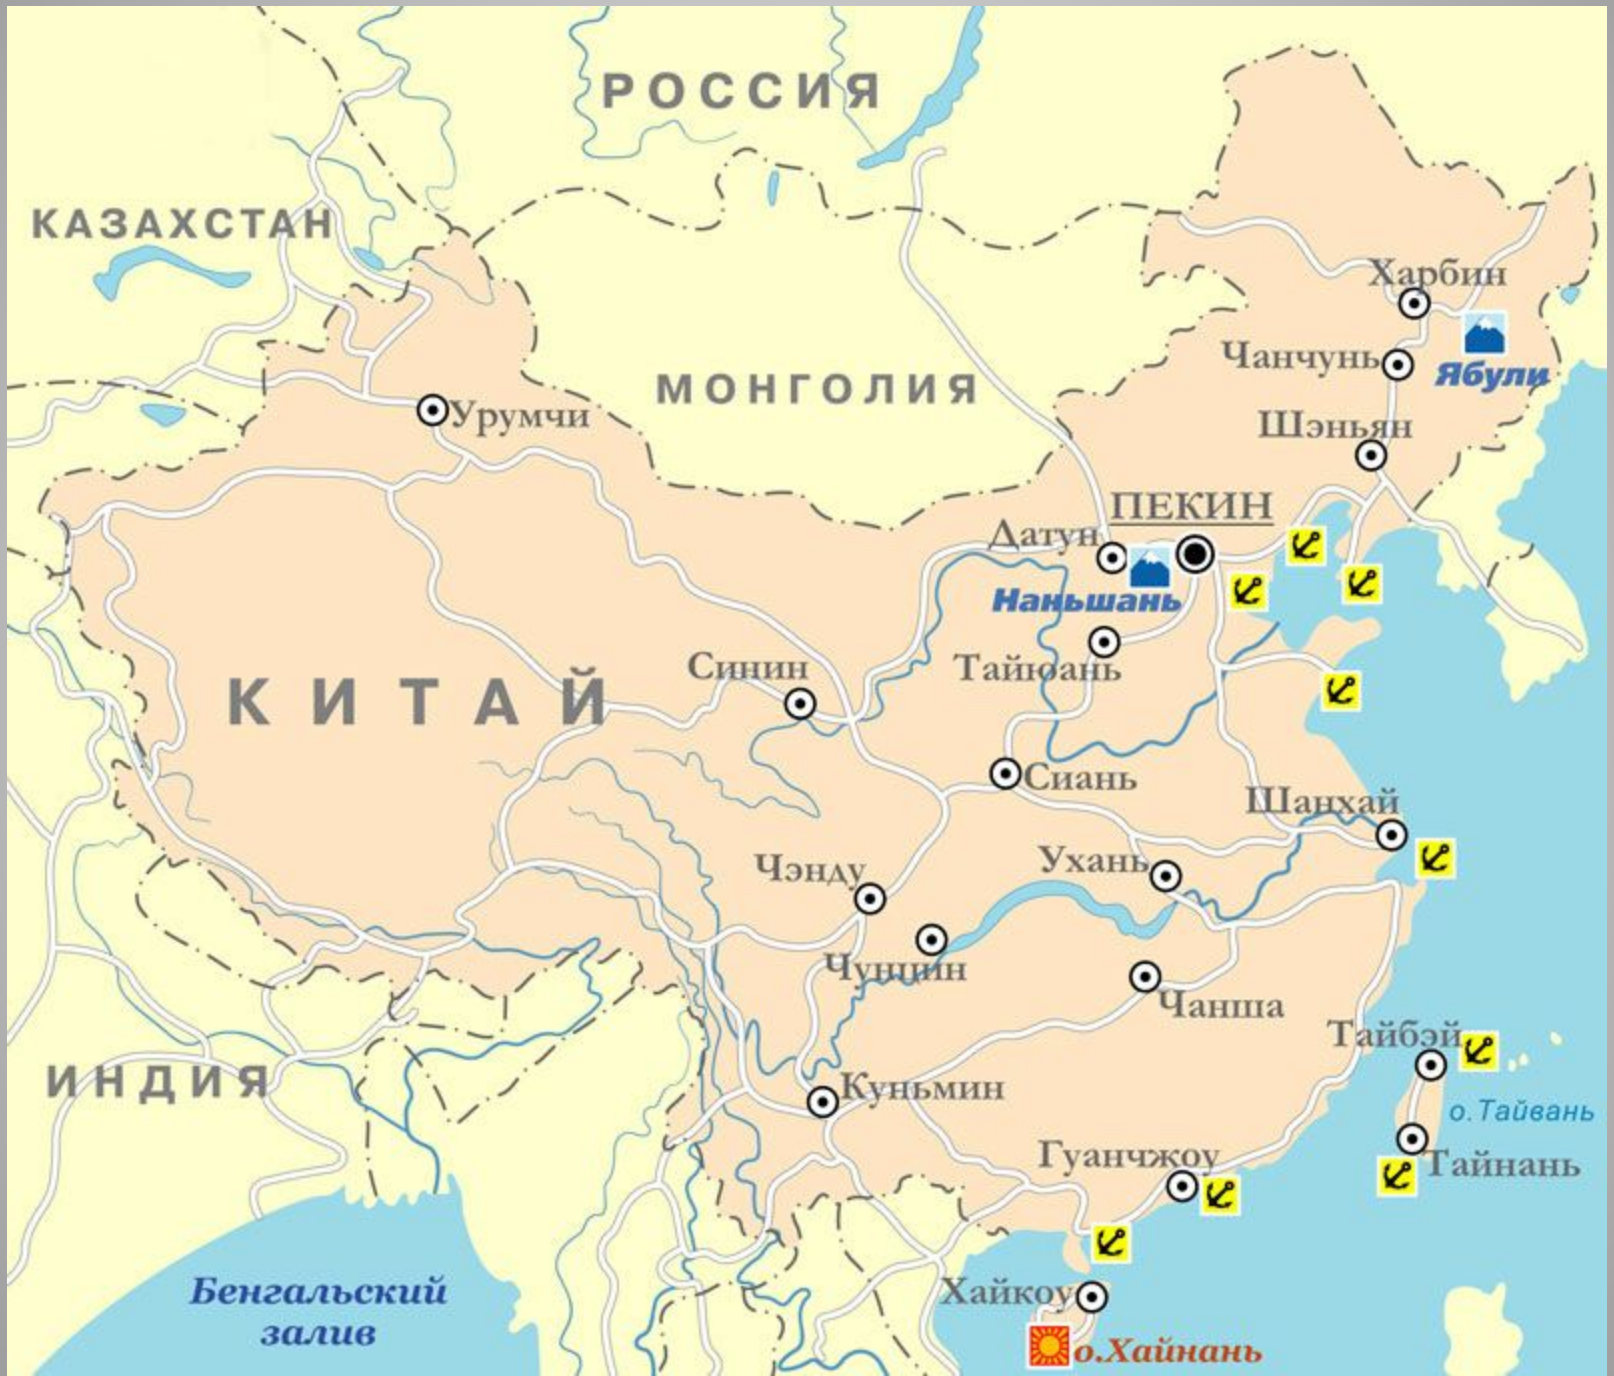 РОССИЯ
КАЗАХСТАН
Харбин
Чанчунь
Ябули
МОНГОЛИЯ
Урумчи
Шэньян
ПЕКИН
Датун
Наньшань
Тайюань
Синин
КИТАЙ
Сиань
Шанхай
Ухань
Чэнду
Чунцин
Чанша
Тайбэй
ИНДИЯ
Куньмин
о.Тайвань
Гуанчжоу
Тайнань
Бенгальский
залив
Хайкоу
о.Хайнань